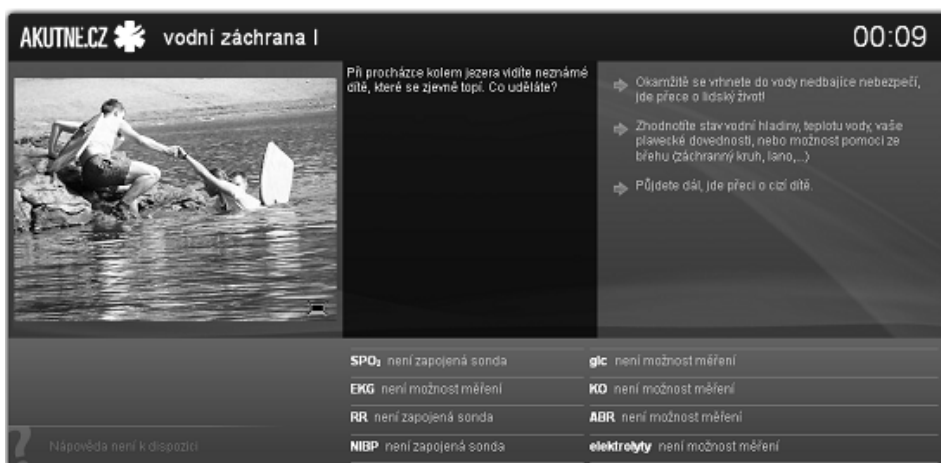 AKUTNE.CZ vodní záchrana I 00:09
Při procházce kolem jezera vidíte neznámé
dítě, které se zjevně topí. Co uděláte?
Okamžitě se vrhnete do vody nedbajíce nebezpečí,
jde přece o lidský život!
Zhodnotíte stav vodní hladiny, teplotu vody, vaše
plavecké dovednosti, nebo možnost pomoci ze
břehu (záchranný kruh, lano,...)
Půjdete dál, jde přeci o cizí dítě.
SPO₂ není zapojená sonda
EKG není možnost měření
RR není zapojená sonda
NIBP není zapojená sonda
glc není možnost měření
KO není možnost měření
ABR není možnost měření
elektrolyty není možnost měření
? Nápověda není k dispozici